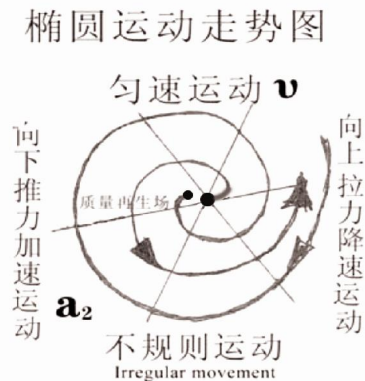 椭圆运动走势图
匀速运动 υ
向下推力加速运动
a₂
质量再生场
向上拉力降速运动
不规则运动
Irregular movement